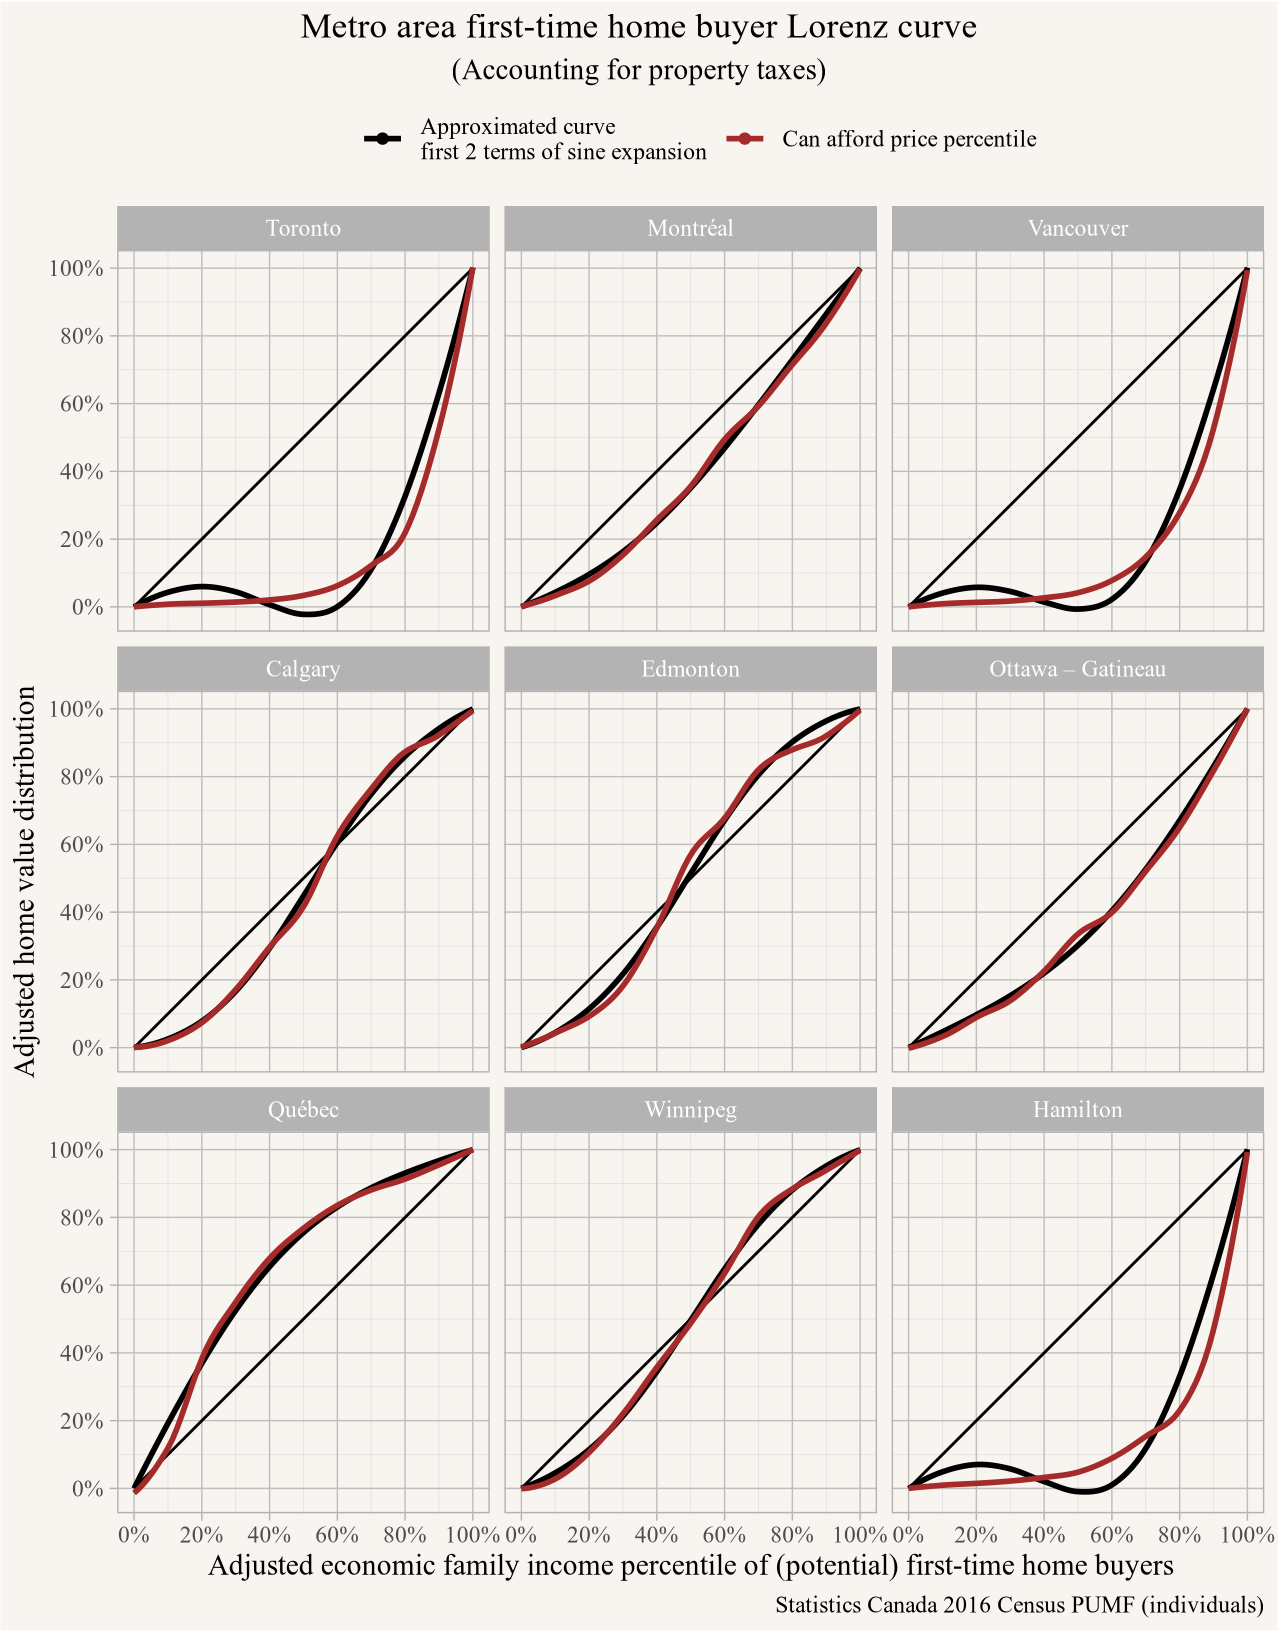 Metro area first-time home buyer Lorenz curve
(Accounting for property taxes)
Approximated curve
first 2 terms of sine expansion
Can afford price percentile
Toronto
Montréal
Vancouver
100%
80%
60%
40%
20%
0%
Calgary
Edmonton
Ottawa – Gatineau
100%
80%
60%
40%
20%
0%
Québec
Winnipeg
Hamilton
100%
80%
60%
40%
20%
0%
0% 20% 40% 60% 80% 100% 0% 20% 40% 60% 80% 100% 0% 20% 40% 60% 80% 100%
Adjusted home value distribution
Adjusted economic family income percentile of (potential) first-time home buyers
Statistics Canada 2016 Census PUMF (individuals)